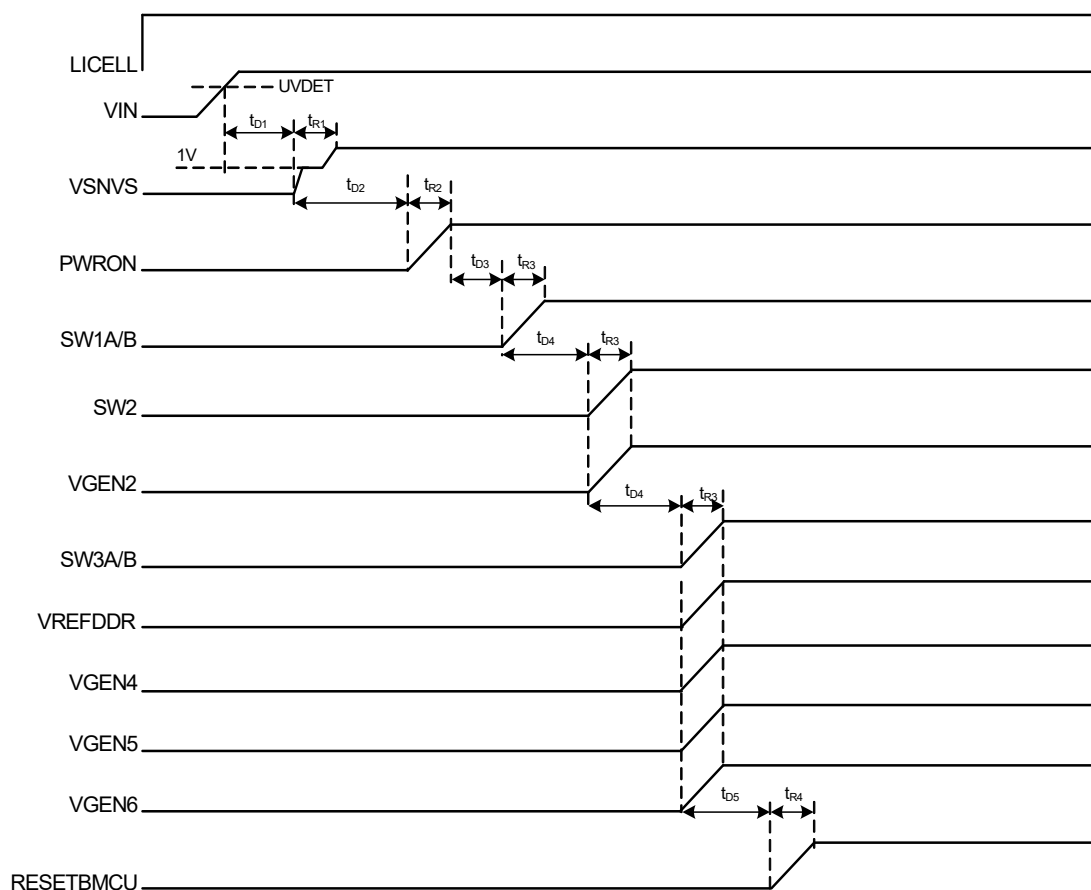 LICELL
UVDET
VIN
tD1 tR1
1V
VSNVS
tD2 tR2
PWRON
tD3 tR3
SW1A/B
tD4 tR3
SW2
VGEN2
tD4 tR3
SW3A/B
VREFDDR
VGEN4
VGEN5
VGEN6
tD5 tR4
RESETBMCU